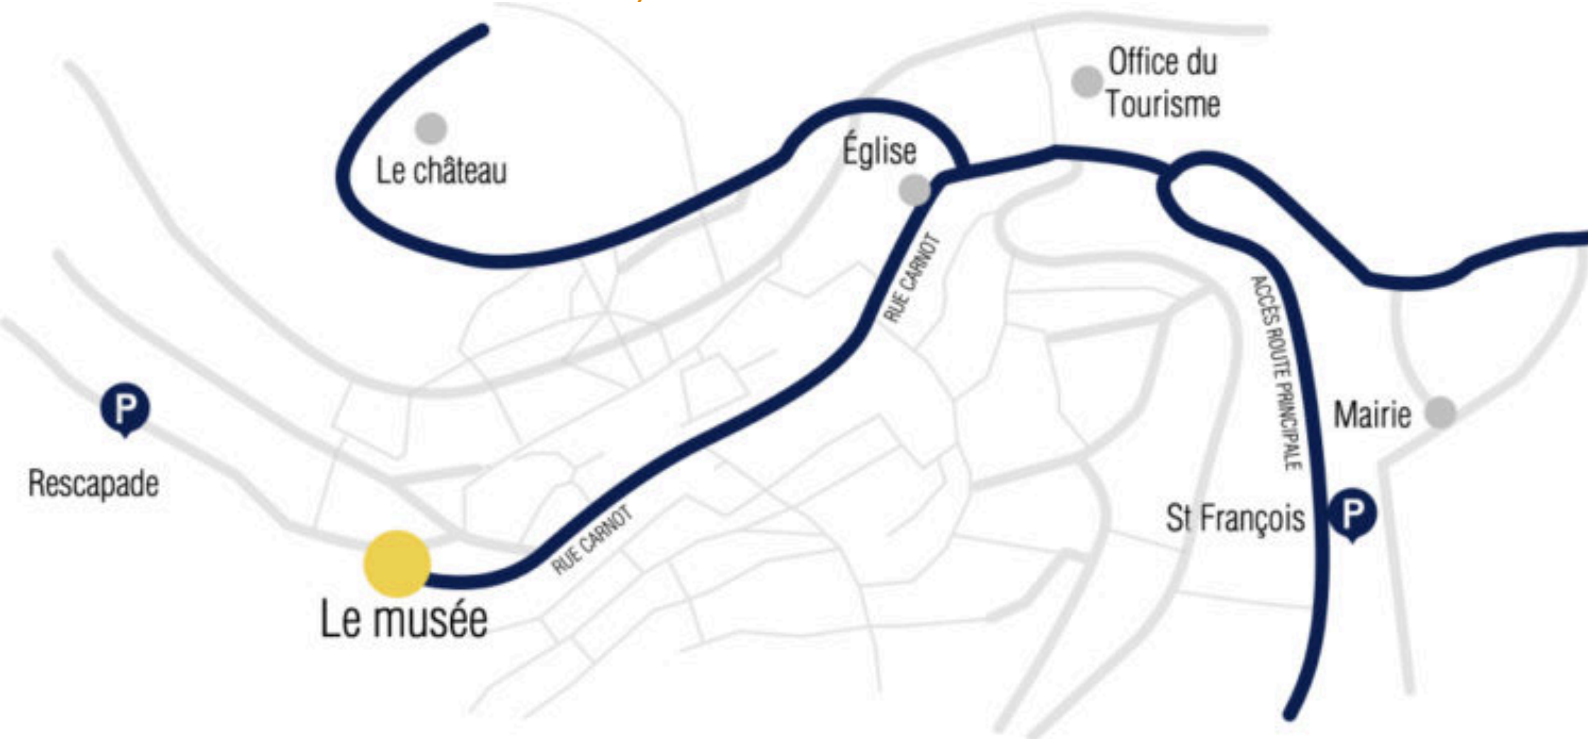 Office du
Tourisme
Église
Le château
RUE CARNOT
ACCÈS ROUTE PRINCIPALE
P
Mairie
Rescapade
St François
P
RUE CARNOT
Le musée